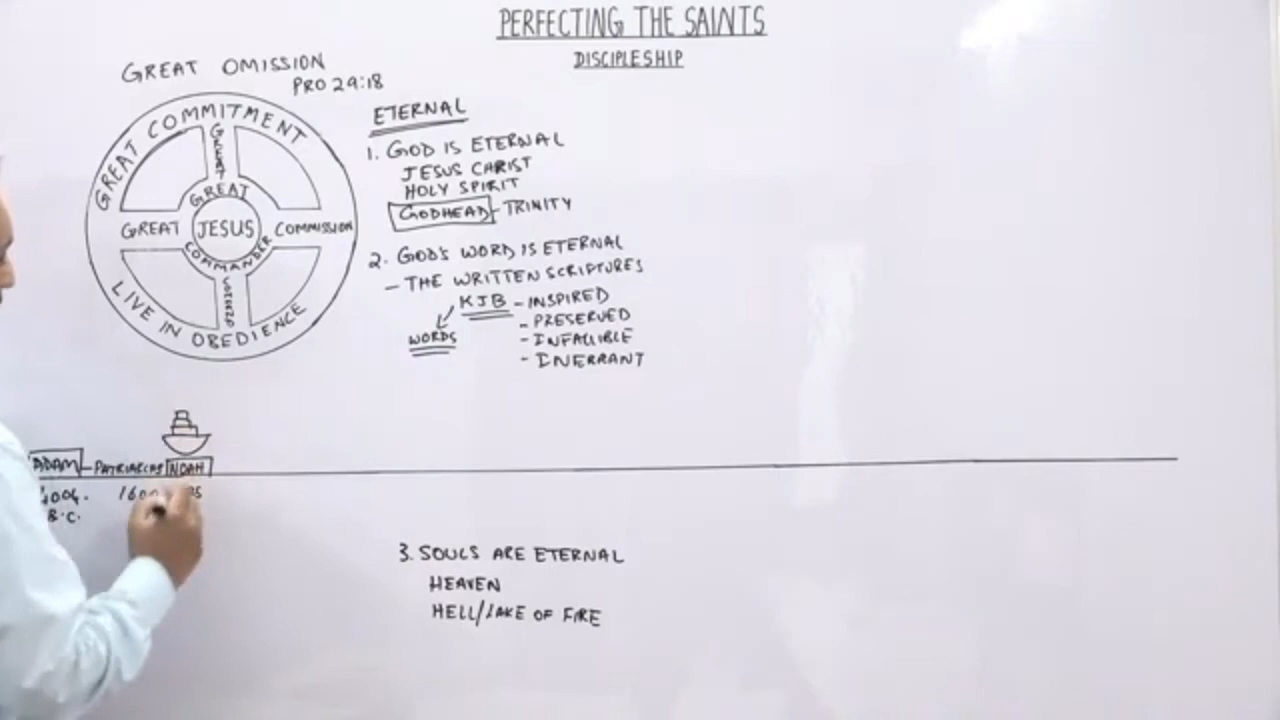 PERFECTING THE SAINTS
DISCIPLESHIP
GREAT OMISSION
PRO 29:18
GREAT COMMITMENT
GREAT
GREAT
GREAT JESUS COMMISSION
COMMANDER
LIVE IN OBEDIENCE
ETERNAL
1. GOD IS ETERNAL
JESUS CHRIST
HOLY SPIRIT
GODHEAD - TRINITY
2. GOD'S WORD IS ETERNAL
- THE WRITTEN SCRIPTURES
KJB - INSPIRED
- PRESERVED
WORDS - INFALLIBLE
- INERRANT
ADAM - PATRIARCHS NOAH
4004.
B.C.
3. SOULS ARE ETERNAL
HEAVEN
HELL/LAKE OF FIRE